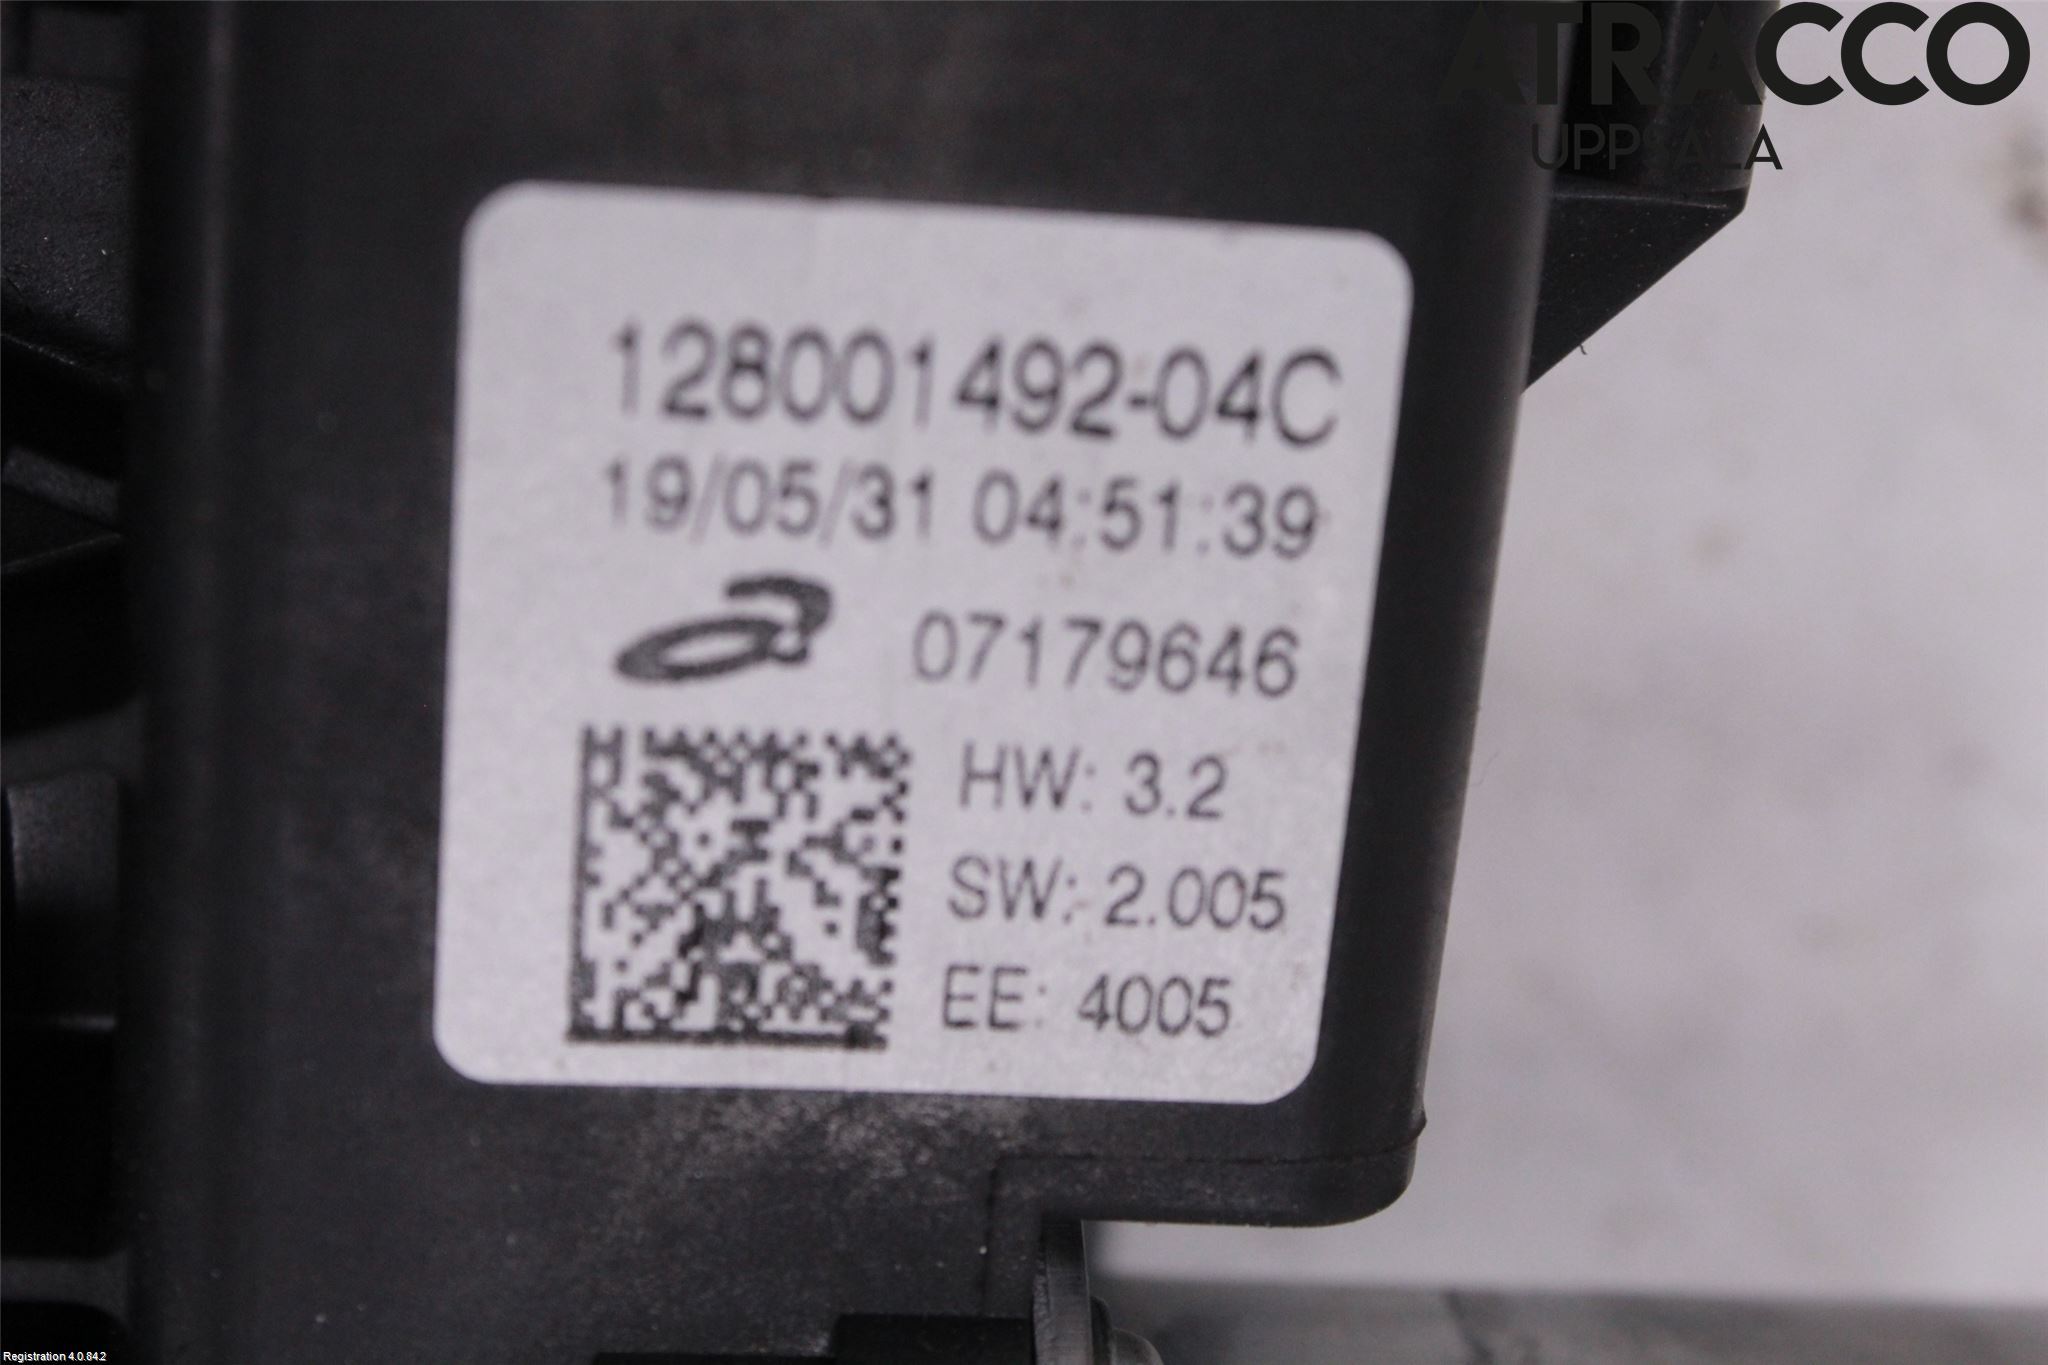 ATRACCO
UPPSALA
128001492-04C
19/05/31 04:51:39
07179646
HW: 3.2
SW: 2.005
EE: 4005
Registration 4.0.84.2